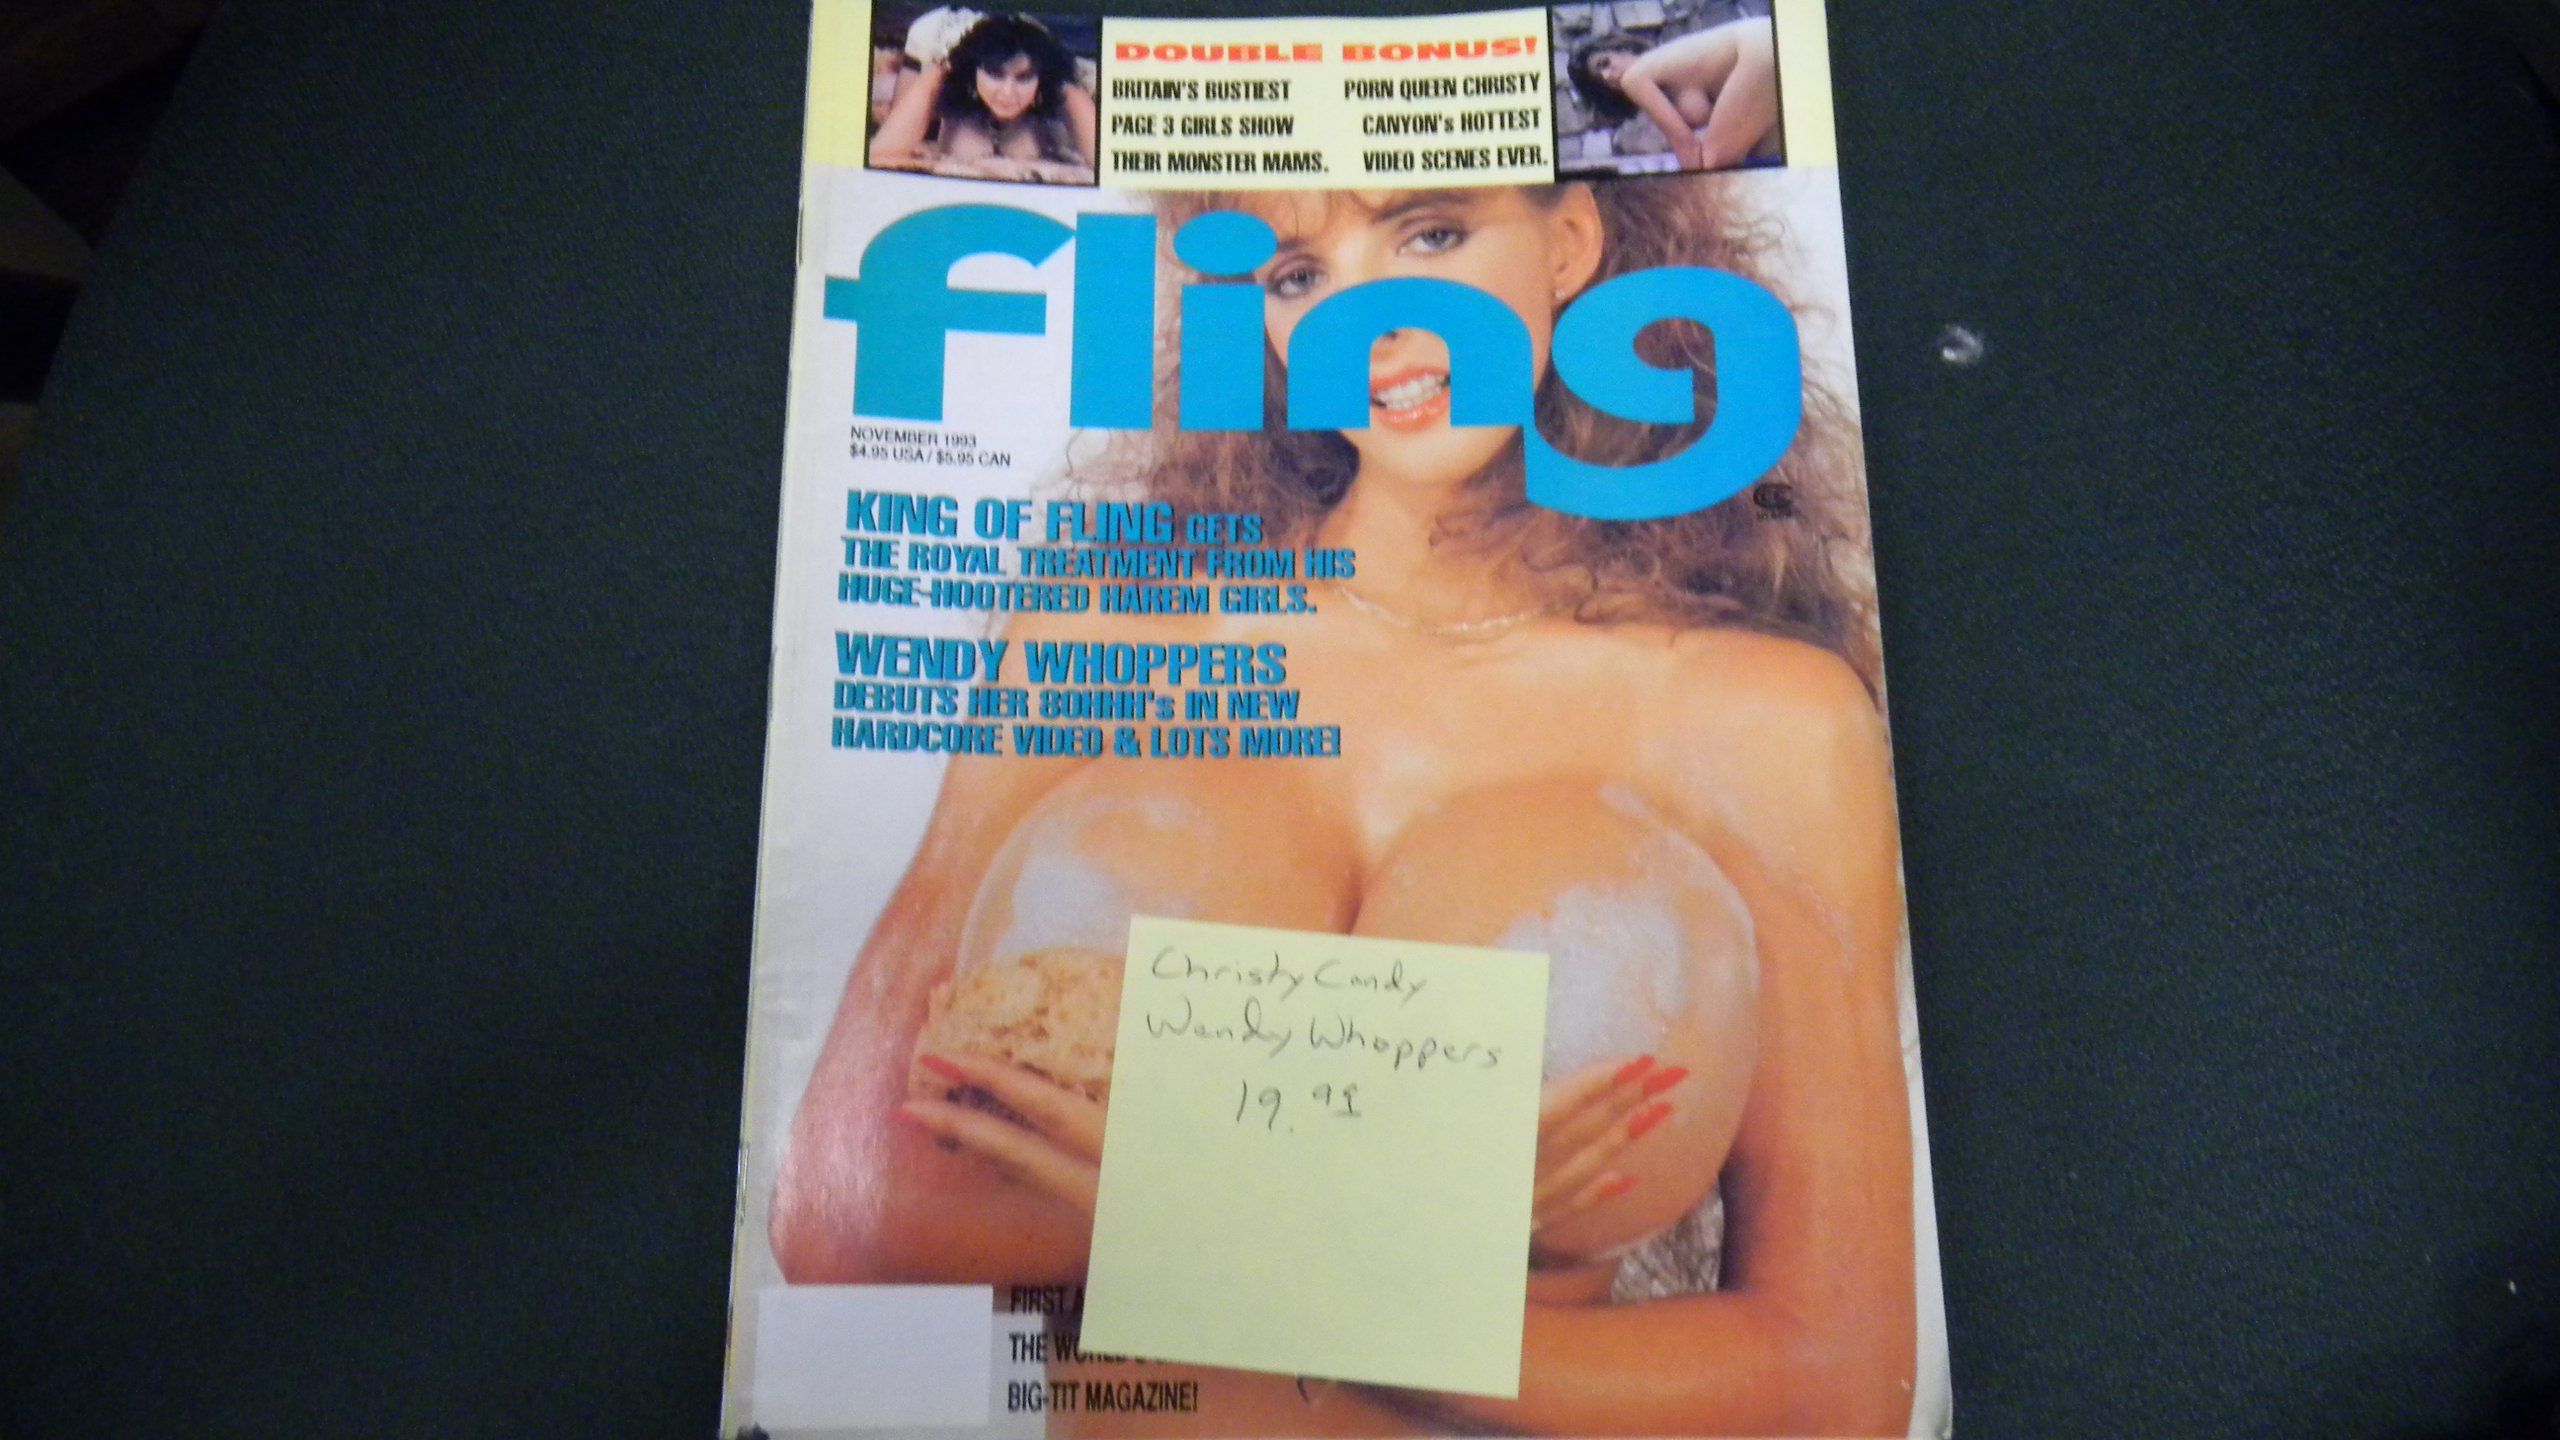 DOUBLE BONUS!
BRITAIN'S BUSTIEST
PAGE 3 GIRLS SHOW
THEIR MONSTER MAMS.
PORN QUEEN CHRISTY
CANYON's HOTTEST
VIDEO SCENES EVER.
fling
NOVEMBER 1993
$4.95 USA / $5.95 CAN
KING OF FLING GETS
THE ROYAL TREATMENT FROM HIS
HUGE-HOOTERED HAREM GIRLS.
WENDY WHOPPERS
DEBUTS HER 80HHH's IN NEW
HARDCORE VIDEO & LOTS MORE!
Christy Candy
Wendy Whoppers
19.99
FIRST
THE
BIG-TIT MAGAZINE!